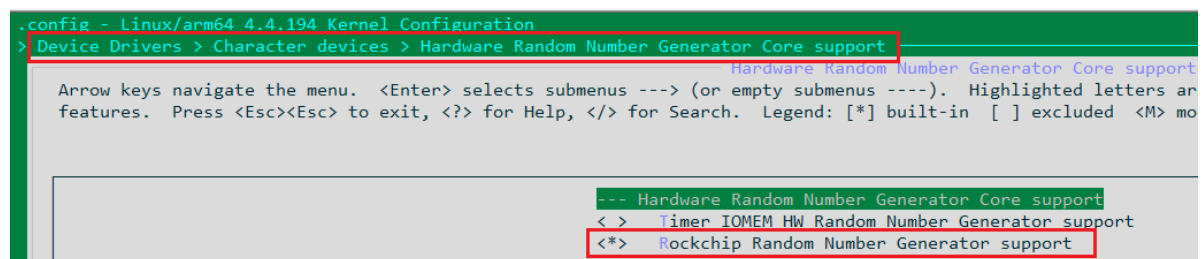 .config - Linux/arm64 4.4.194 Kernel Configuration
> Device Drivers > Character devices > Hardware Random Number Generator Core support
Hardware Random Number Generator Core support
Arrow keys navigate the menu.  <Enter> selects submenus ---> (or empty submenus ----).  Highlighted letters ar
features.  Press <Esc><Esc> to exit, <?> for Help, </> for Search.  Legend: [*] built-in  [ ] excluded  <M> mo
--- Hardware Random Number Generator Core support
< >   Timer IOMEM HW Random Number Generator support
<*>   Rockchip Random Number Generator support